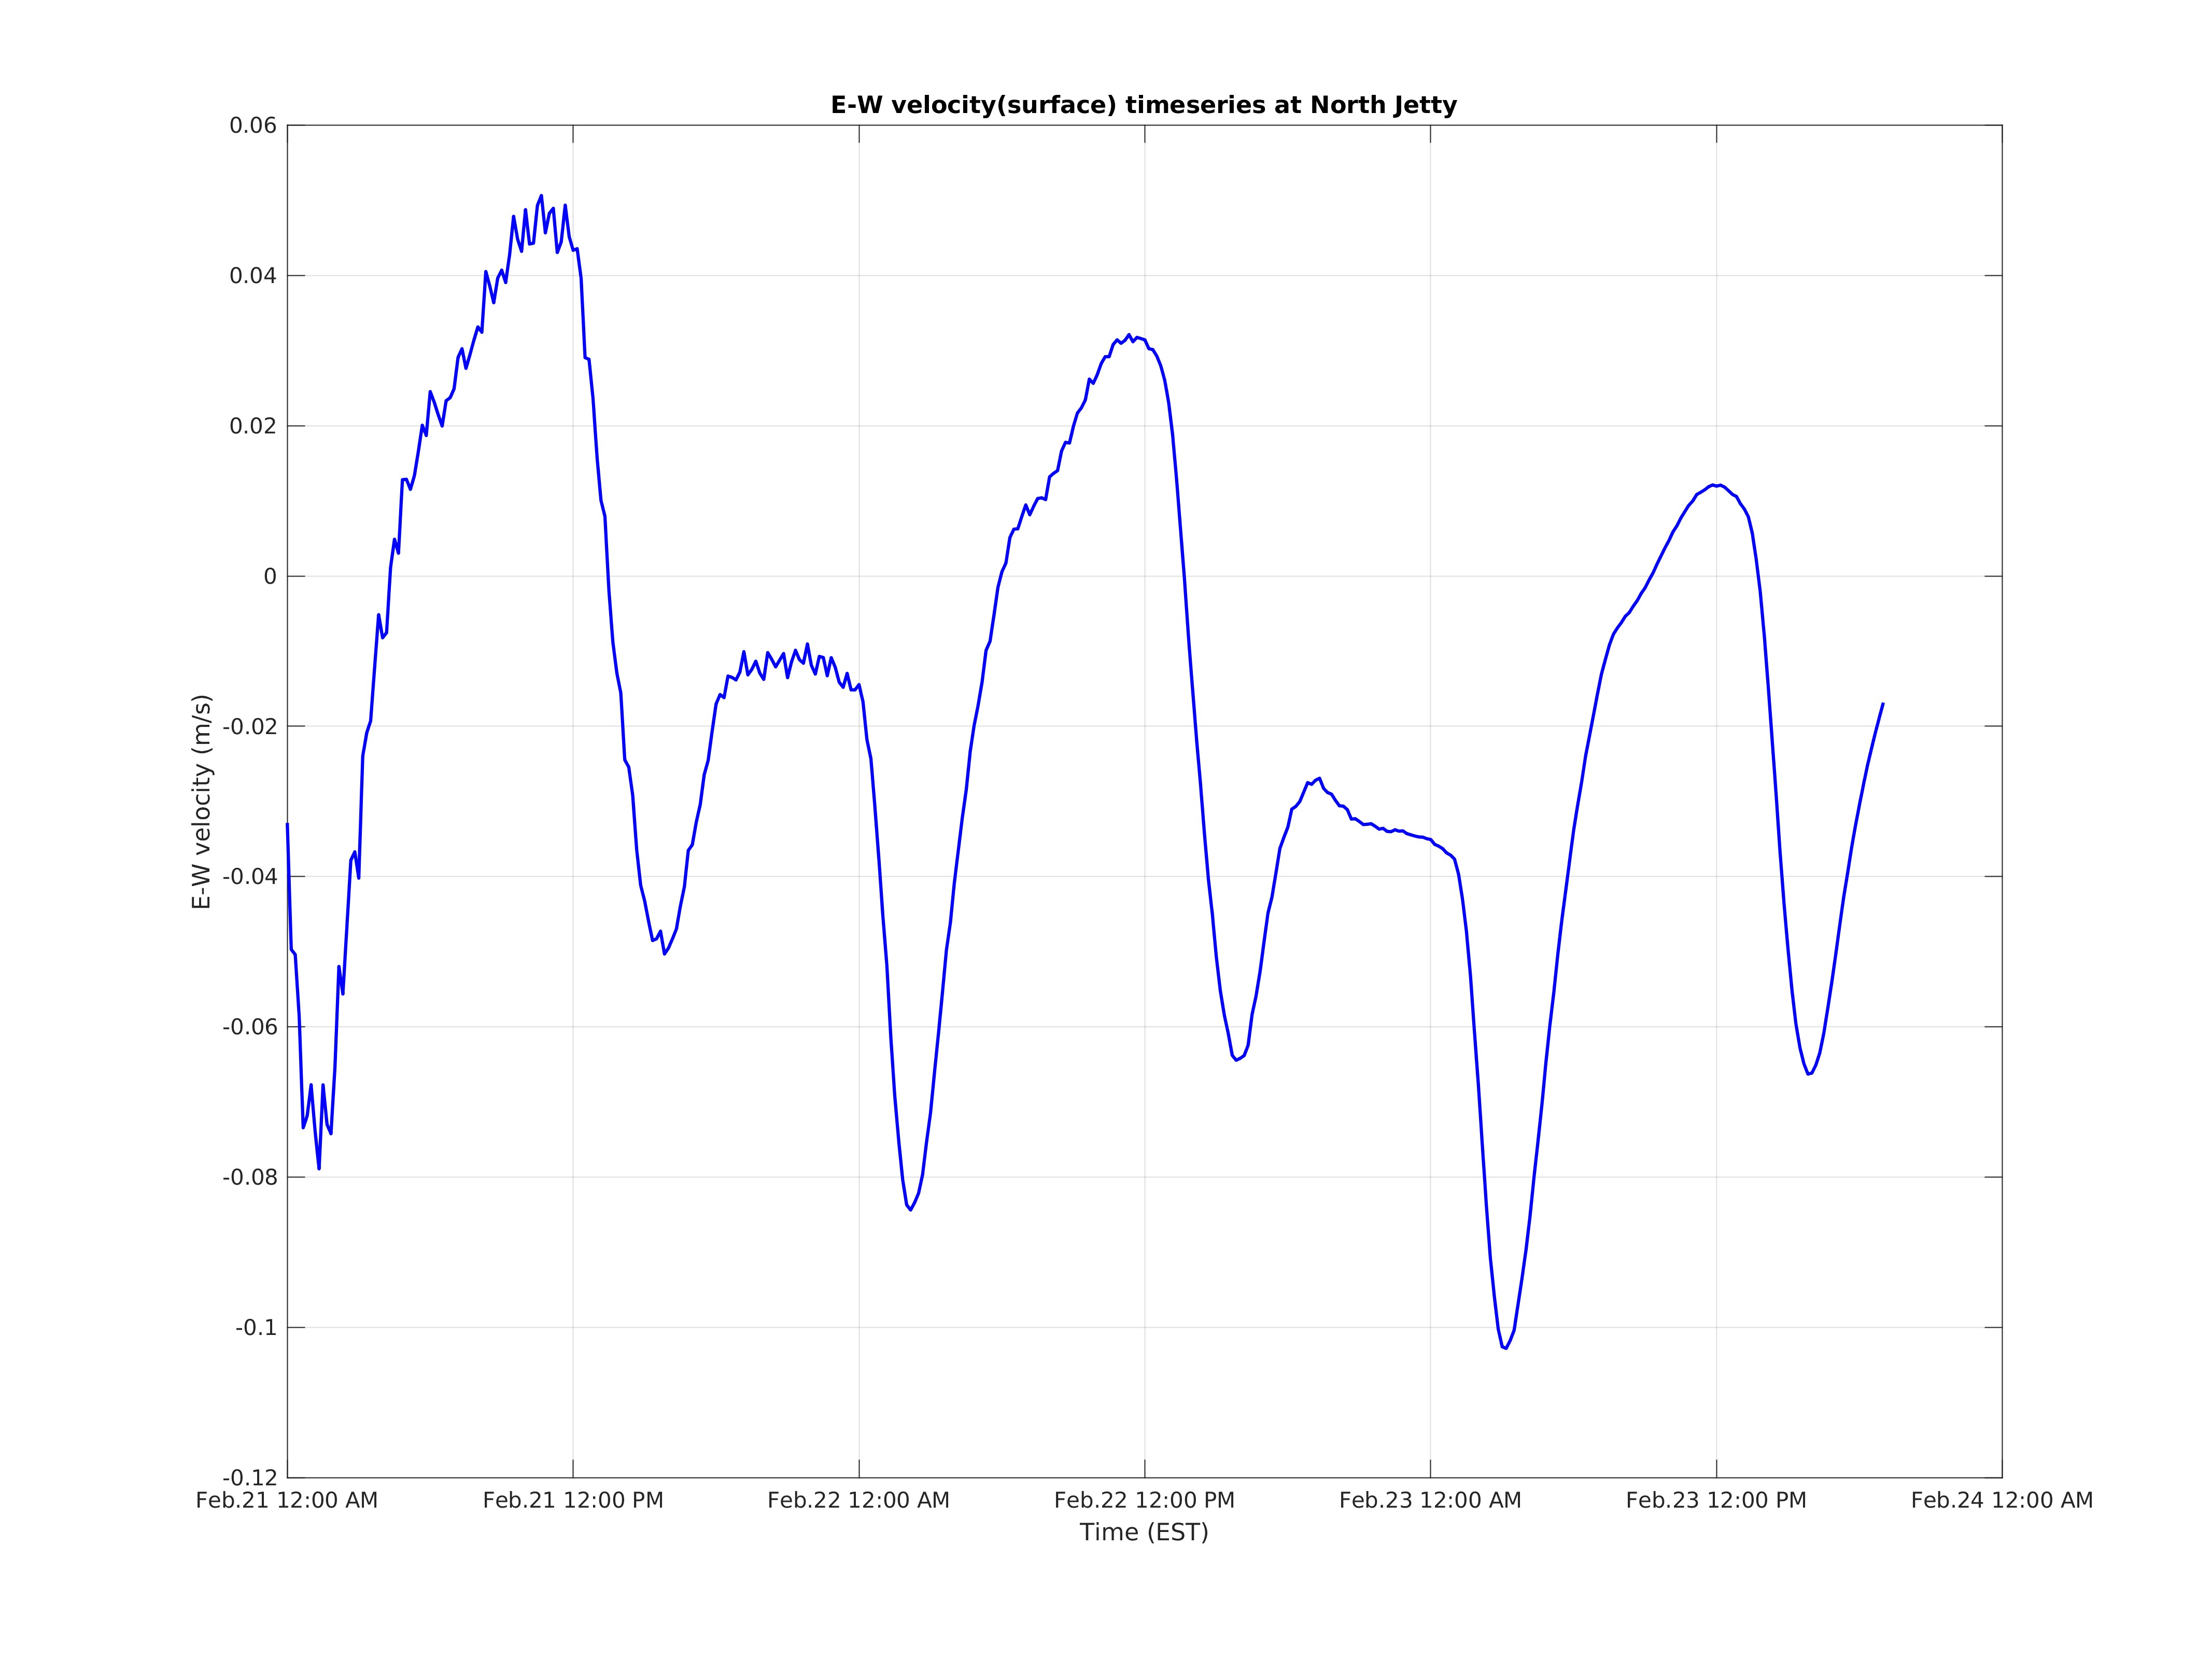 E-W velocity(surface) timeseries at North Jetty
0.06
0.04
0.02
0
-0.02
-0.04
-0.06
-0.08
-0.1
-0.12
E-W velocity (m/s)
Feb.21 12:00 AM Feb.21 12:00 PM Feb.22 12:00 AM Feb.22 12:00 PM Feb.23 12:00 AM Feb.23 12:00 PM Feb.24 12:00 AM
Time (EST)